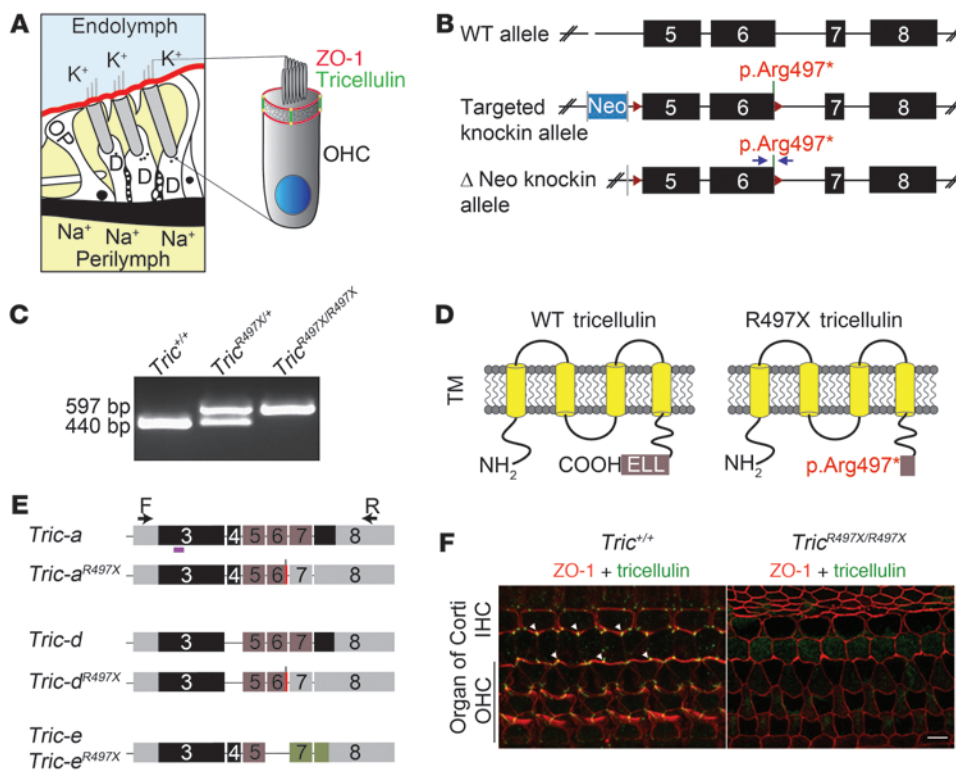 A
Endolymph
K+
K+
K+
ZO-1
Tricellulin
OP
D
D
D
OHC
Na+ Na+ Na+
Perilymph
B
WT allele
5 6 7 8
p.Arg497*
Targeted knockin allele
Neo 5 6 7 8
p.Arg497*
Δ Neo knockin allele
5 6 7 8
C
Tric+/+
TricR497X/+
TricR497X/R497X
597 bp
440 bp
D
WT tricellulin
R497X tricellulin
TM
NH2
COOH ELL
NH2
p.Arg497*
E
F
R
Tric-a
3 4 5 6 7 8
Tric-aR497X
3 4 5 6 7 8
Tric-d
3 5 6 7 8
Tric-dR497X
3 5 6 7 8
Tric-e
Tric-eR497X
3 4 5 7 8
F
Tric+/+
TricR497X/R497X
ZO-1 + tricellulin
ZO-1 + tricellulin
Organ of Corti
OHC
IHC